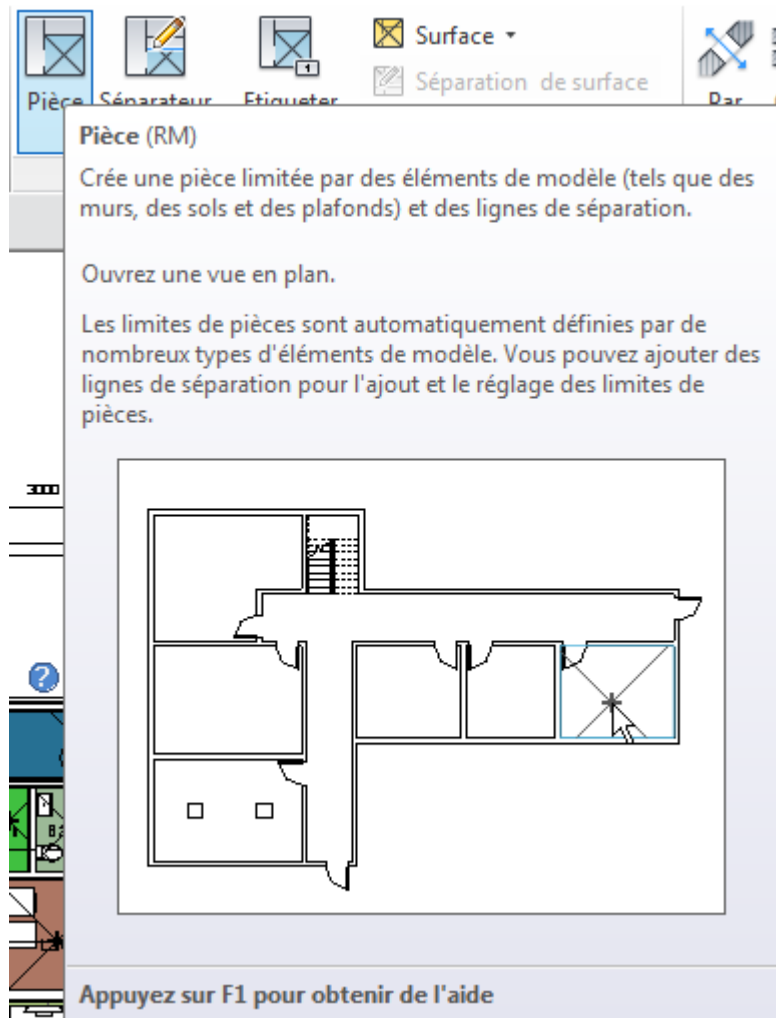 Surface
Séparation de surface
Pièce Séparateur Etiqueter Par
1
Pièce (RM)
Crée une pièce limitée par des éléments de modèle (tels que des
murs, des sols et des plafonds) et des lignes de séparation.
Ouvrez une vue en plan.
Les limites de pièces sont automatiquement définies par de
nombreux types d'éléments de modèle. Vous pouvez ajouter des
lignes de séparation pour l'ajout et le réglage des limites de
pièces.
3000
?
Appuyez sur F1 pour obtenir de l'aide